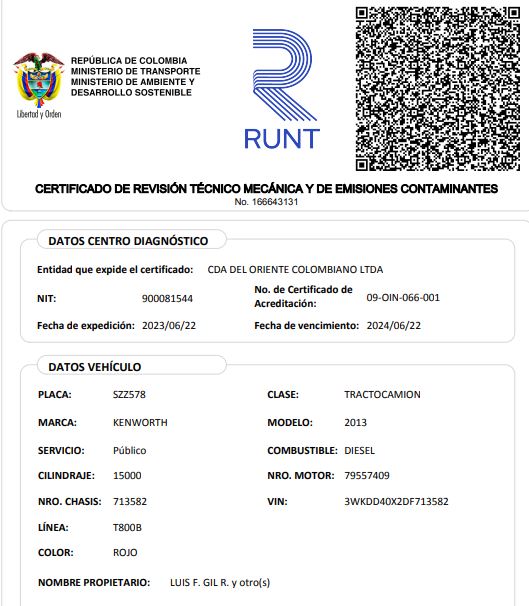 REPÚBLICA DE COLOMBIA
MINISTERIO DE TRANSPORTE
MINISTERIO DE AMBIENTE Y
DESARROLLO SOSTENIBLE
Libertad y Orden
RUNT
CERTIFICADO DE REVISIÓN TÉCNICO MECÁNICA Y DE EMISIONES CONTAMINANTES
No. 166643131
DATOS CENTRO DIAGNÓSTICO
Entidad que expide el certificado: CDA DEL ORIENTE COLOMBIANO LTDA
NIT: 900081544 No. de Certificado de Acreditación: 09-OIN-066-001
Fecha de expedición: 2023/06/22 Fecha de vencimiento: 2024/06/22
DATOS VEHÍCULO
PLACA: SZZ578 CLASE: TRACTOCAMION
MARCA: KENWORTH MODELO: 2013
SERVICIO: Público COMBUSTIBLE: DIESEL
CILINDRAJE: 15000 NRO. MOTOR: 79557409
NRO. CHASIS: 713582 VIN: 3WKDD40X2DF713582
LÍNEA: T800B
COLOR: ROJO
NOMBRE PROPIETARIO: LUIS F. GIL R. y otro(s)